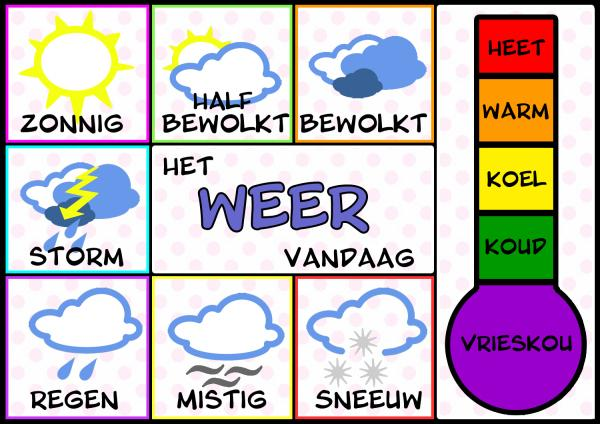 ZONNIG
HALF
BEWOLKT
BEWOLKT
STORM
HET
WEER
VANDAAG
REGEN
MISTIG
SNEEUW
HEET
WARM
KOEL
KOUD
VRIESKOU